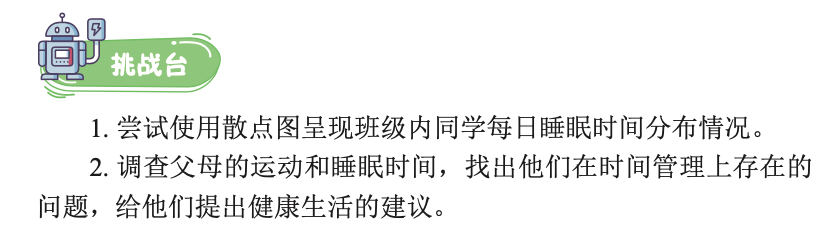 挑战台
1. 尝试使用散点图呈现班级内同学每日睡眠时间分布情况。
2. 调查父母的运动和睡眠时间，找出他们在时间管理上存在的
问题，给他们提出健康生活的建议。